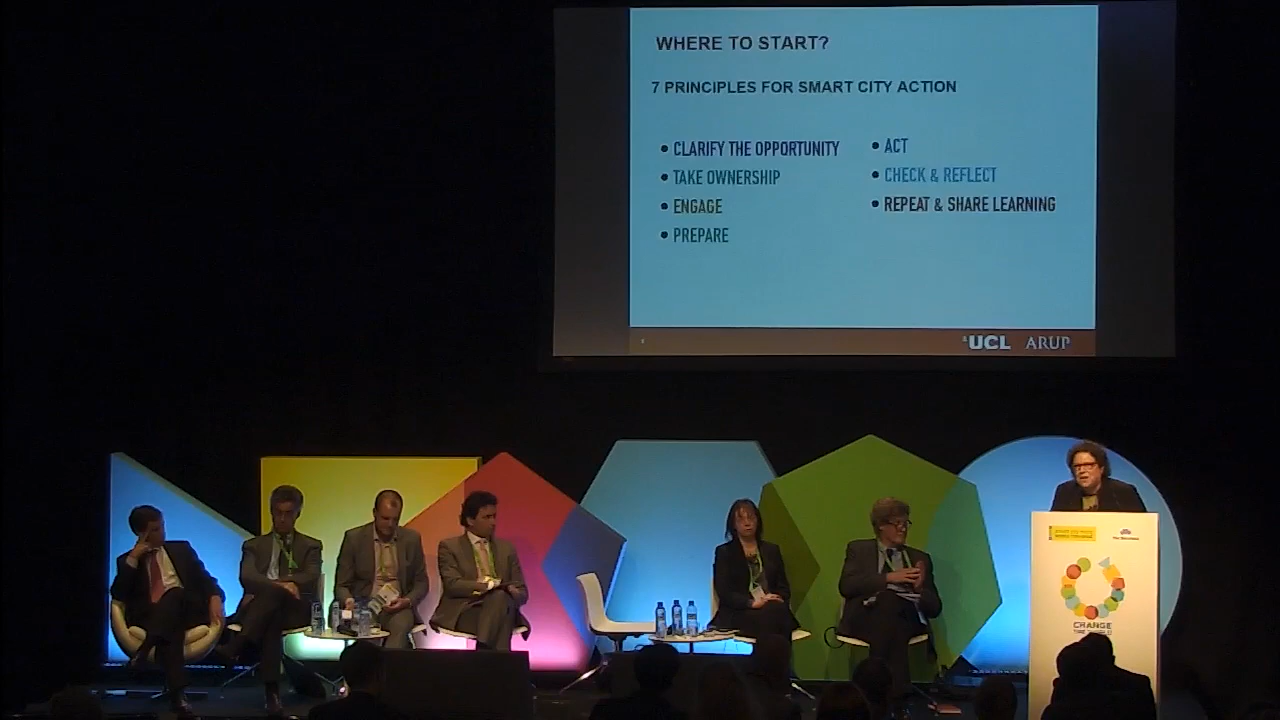 WHERE TO START?
7 PRINCIPLES FOR SMART CITY ACTION
• CLARIFY THE OPPORTUNITY
• TAKE OWNERSHIP
• ENGAGE
• PREPARE
• ACT
• CHECK & REFLECT
• REPEAT & SHARE LEARNING
UCL ARUP
CHANGE
THE WORLD